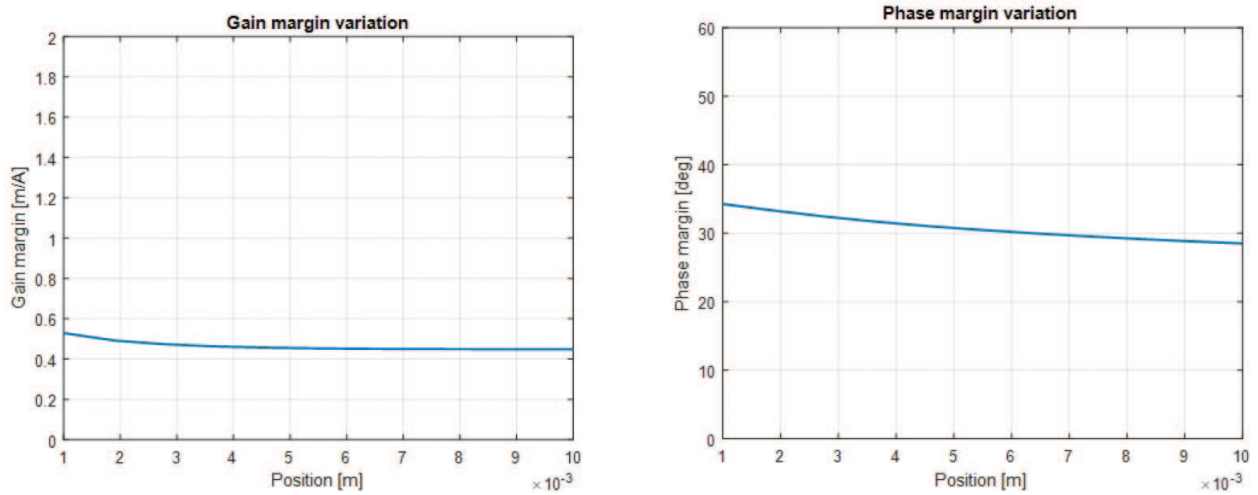 Gain margin variation
2
1.8
1.6
1.4
1.2
1
0.8
0.6
0.4
0.2
0
Gain margin [m/A]
1 2 3 4 5 6 7 8 9 10
Position [m]
× 10⁻³
Phase margin variation
60
50
40
30
20
10
0
Phase margin [deg]
1 2 3 4 5 6 7 8 9 10
Position [m]
× 10⁻³